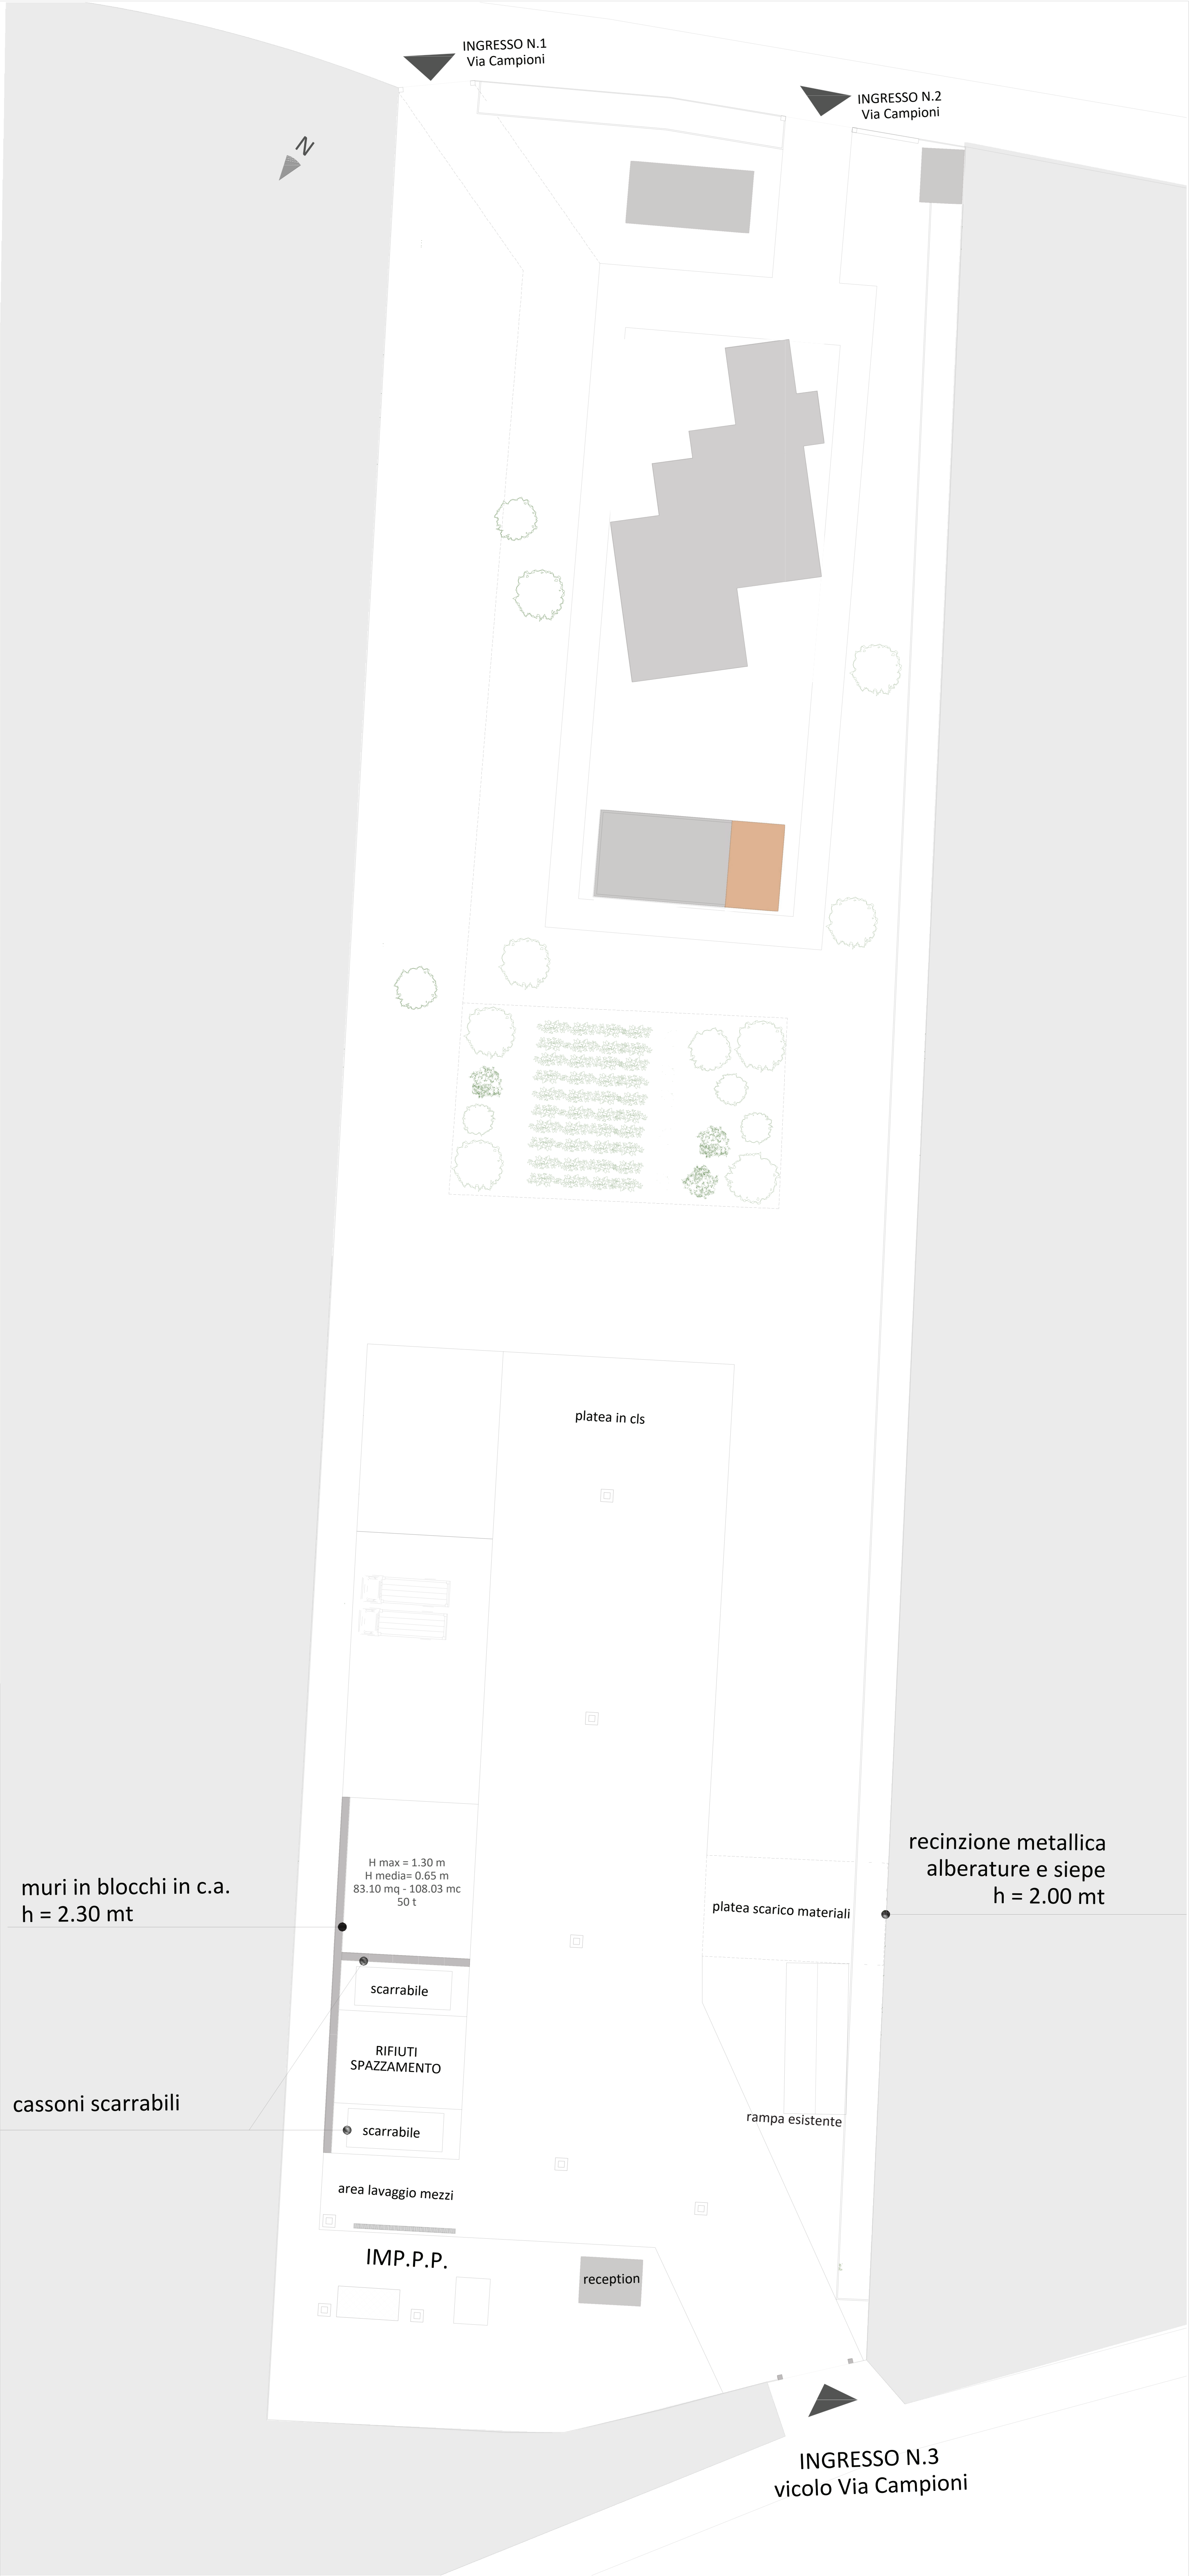 INGRESSO N.1
Via Campioni
INGRESSO N.2
Via Campioni
N
platea in cls
H max = 1.30 m
H media= 0.65 m
83.10 mq - 108.03 mc
50 t
recinzione metallica
alberature e siepe
h = 2.00 mt
muri in blocchi in c.a.
h = 2.30 mt
platea scarico materiali
scarrabile
RIFIUTI
SPAZZAMENTO
cassoni scarrabili
scarrabile
rampa esistente
area lavaggio mezzi
IMP.P.P.
reception
INGRESSO N.3
vicolo Via Campioni